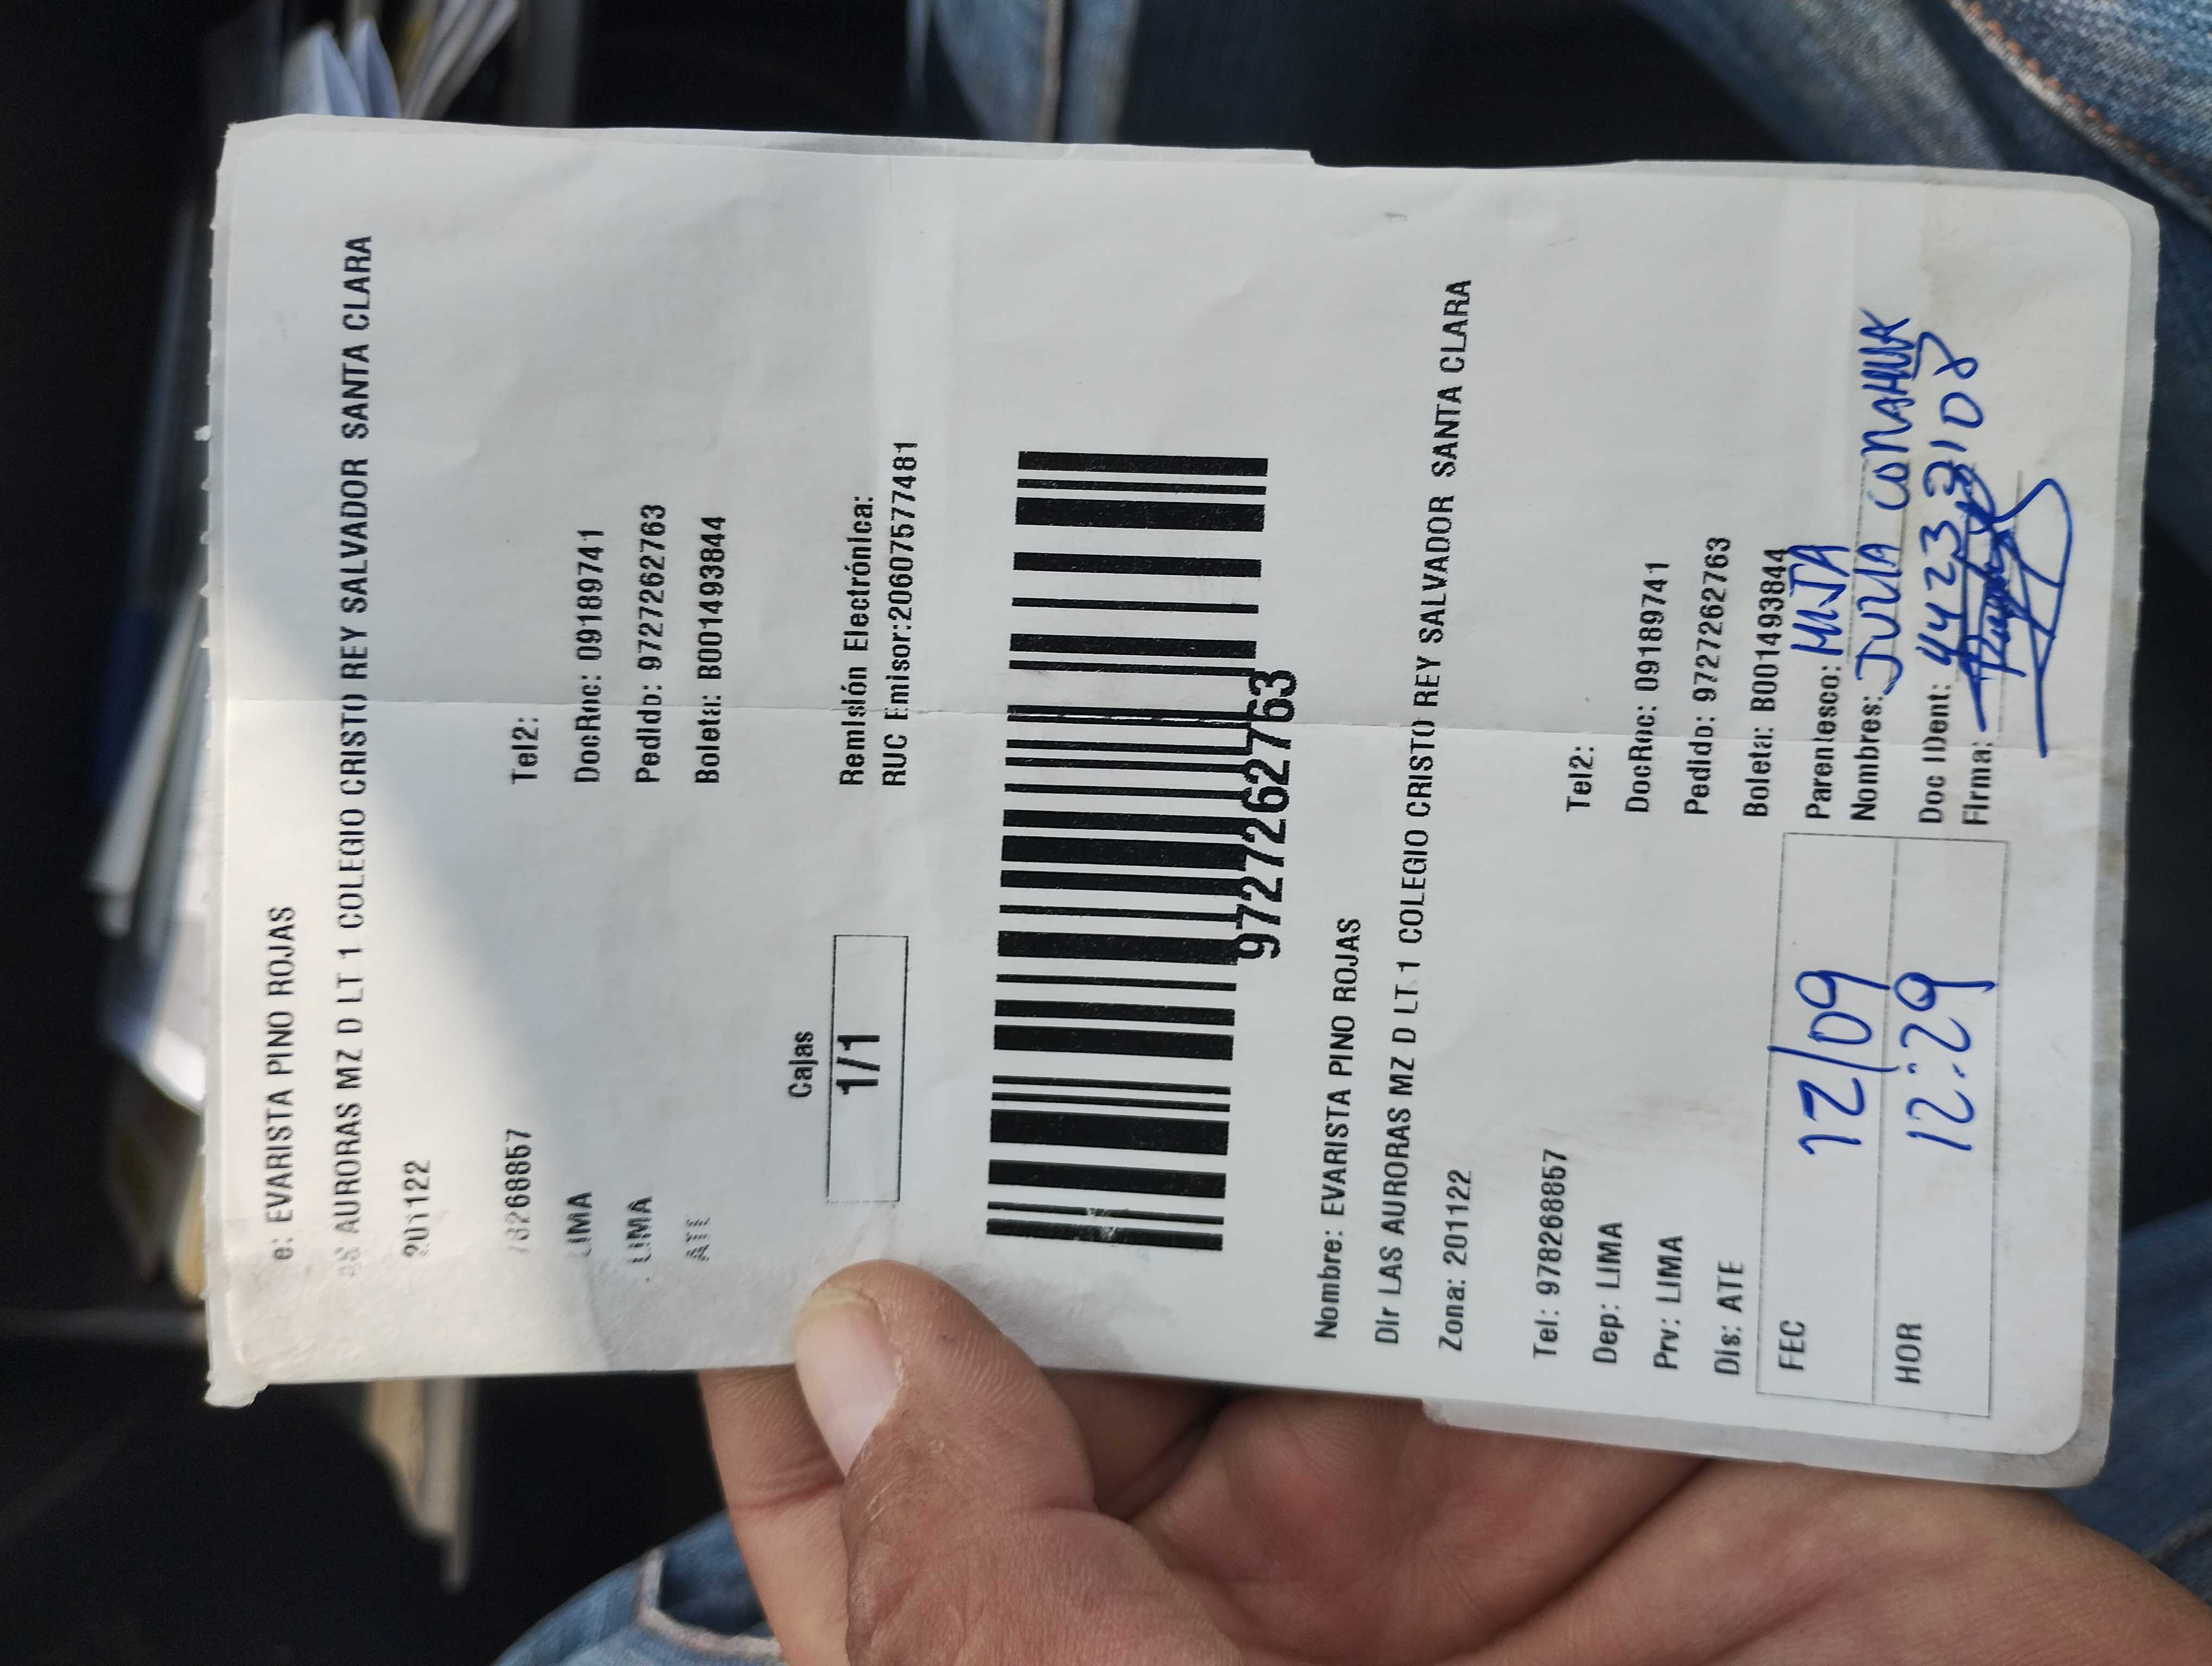 e: EVARISTA PINO ROJAS
AS AURORAS MZ D LT 1 COLEGIO CRISTO REY SALVADOR SANTA CLARA
201122
78268857 Tel2:
LIMA DocRec: 09189741
: LIMA Pedido: 9727262763
ATE Boleta: B001493844
Cajas
1/1
Remisión Electrónica:
RUC Emisor:20607577481
9727262763
Nombre: EVARISTA PINO ROJAS
Dir LAS AURORAS MZ D LT 1 COLEGIO CRISTO REY SALVADOR SANTA CLARA
Zona: 201122
Tel: 978268857 Tel2:
Dep: LIMA DocRec: 09189741
Prv: LIMA Pedido: 9727262763
Dis: ATE Boleta: B001493844
FEC 12/09 Parentesco: HIJA
Nombres: JULIA
HOR 12:29 Doc IDent:
Firma: